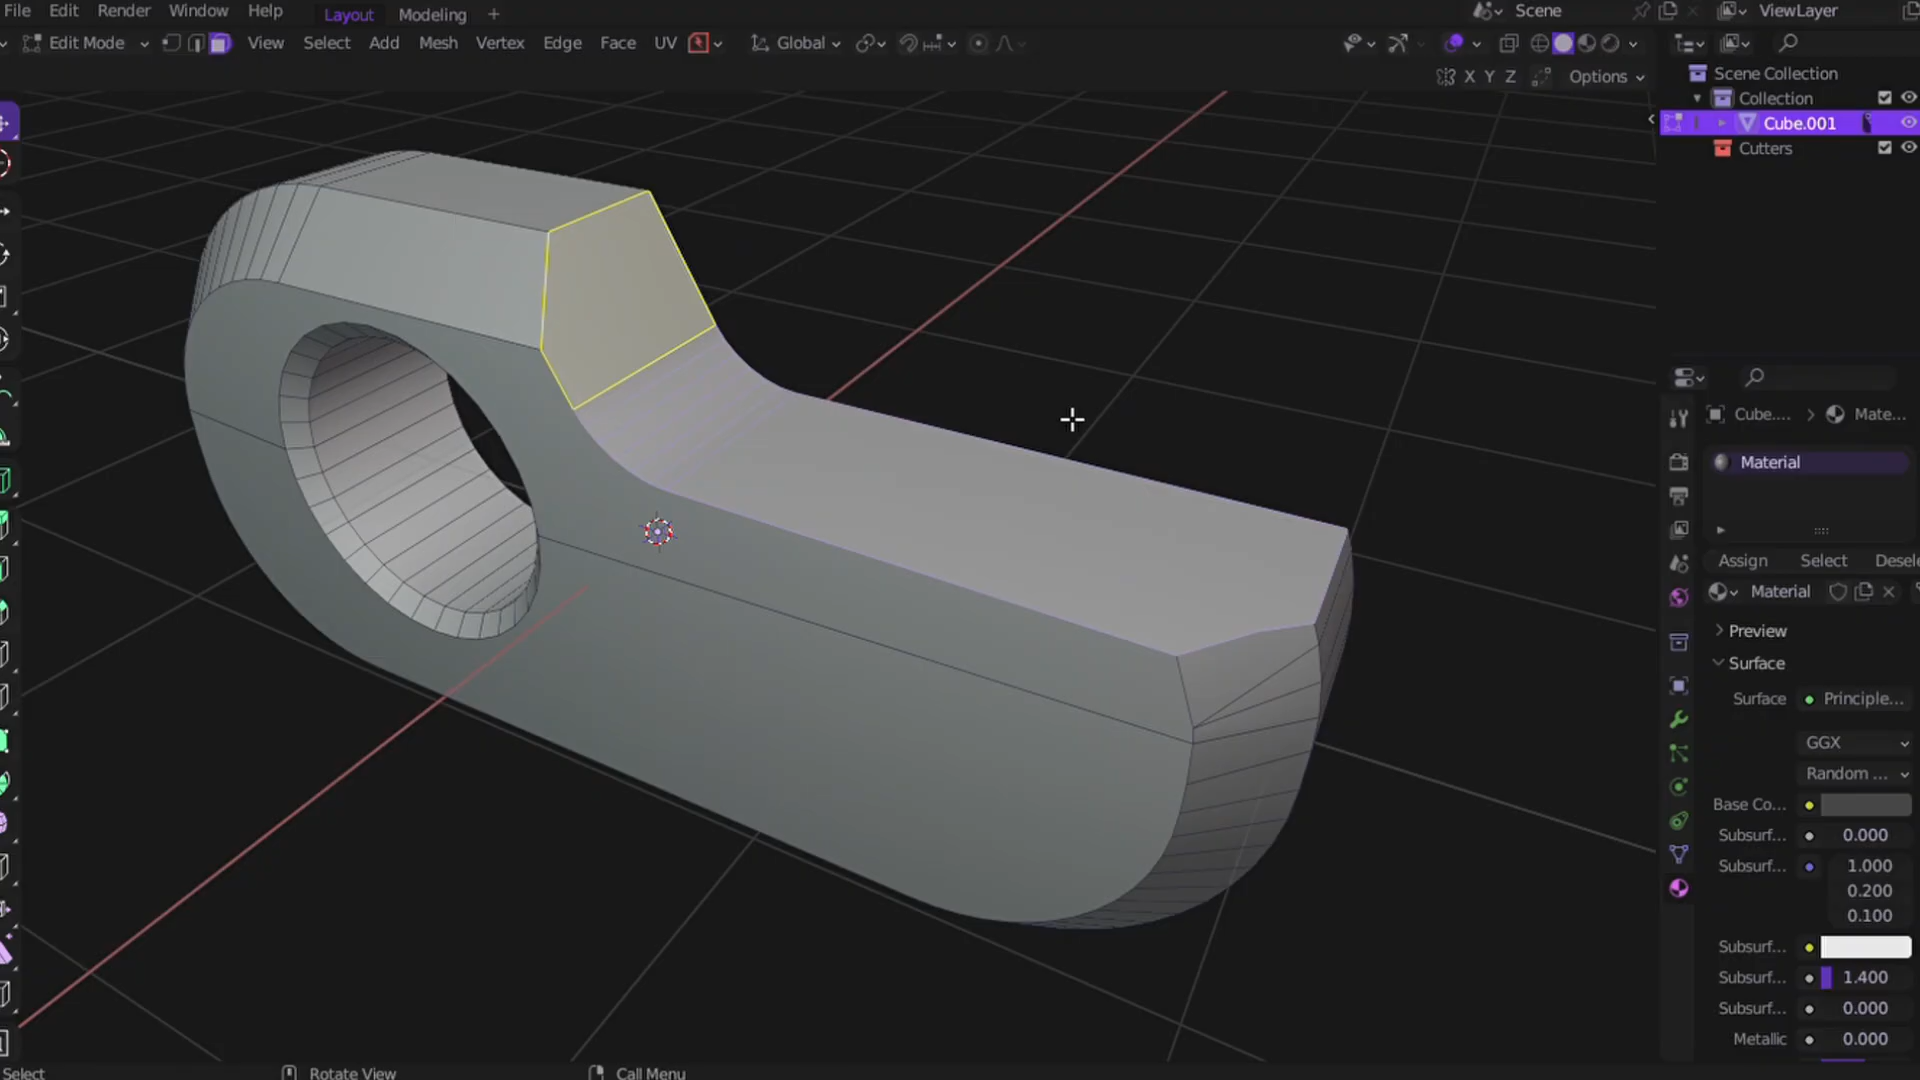 File Edit Render Window Help Layout Modeling + Scene ViewLayer
Edit Mode View Select Add Mesh Vertex Edge Face UV Global
X Y Z Options
Scene Collection
Collection
Cube.001
Cutters
Cube.... > Mate...
Material
Assign Select Desele
Material
Preview
Surface
Surface Principle...
GGX
Random ...
Base Co...
Subsurf... 0.000
Subsurf... 1.000
0.200
0.100
Subsurf...
Subsurf... 1.400
Subsurf... 0.000
Metallic 0.000
Select Rotate View Call Menu